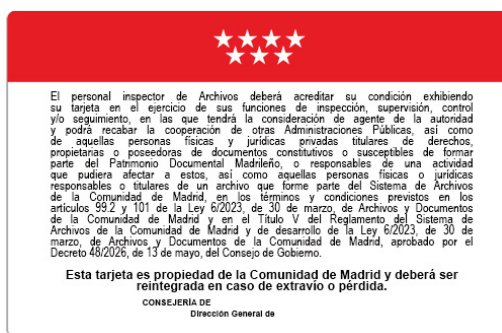 El personal inspector de Archivos deberá acreditar su condición exhibiendo
su tarjeta en el ejercicio de sus funciones de inspección, supervisión, control
y/o seguimiento, en las que tendrá la consideración de agente de la autoridad
y podrá recabar la cooperación de otras Administraciones Públicas, así como
de aquellas personas físicas y jurídicas privadas titulares de derechos,
propietarias o poseedoras de documentos constitutivos o susceptibles de formar
parte del Patrimonio Documental Madrileño, o responsables de una actividad
que pudiera afectar a estos, así como aquellas personas físicas o jurídicas
responsables o titulares de un archivo que forme parte del Sistema de Archivos
de la Comunidad de Madrid, en los términos y condiciones previstos en los
artículos 99.2 y 101 de la Ley 6/2023, de 30 de marzo, de Archivos y Documentos
de la Comunidad de Madrid y en el Título V del Reglamento del Sistema de
Archivos de la Comunidad de Madrid y de desarrollo de la Ley 6/2023, de 30 de
marzo, de Archivos y Documentos de la Comunidad de Madrid, aprobado por el
Decreto 48/2026, de 13 de mayo, del Consejo de Gobierno.
Esta tarjeta es propiedad de la Comunidad de Madrid y deberá ser
reintegrada en caso de extravío o pérdida.
CONSEJERÍA DE
Dirección General de